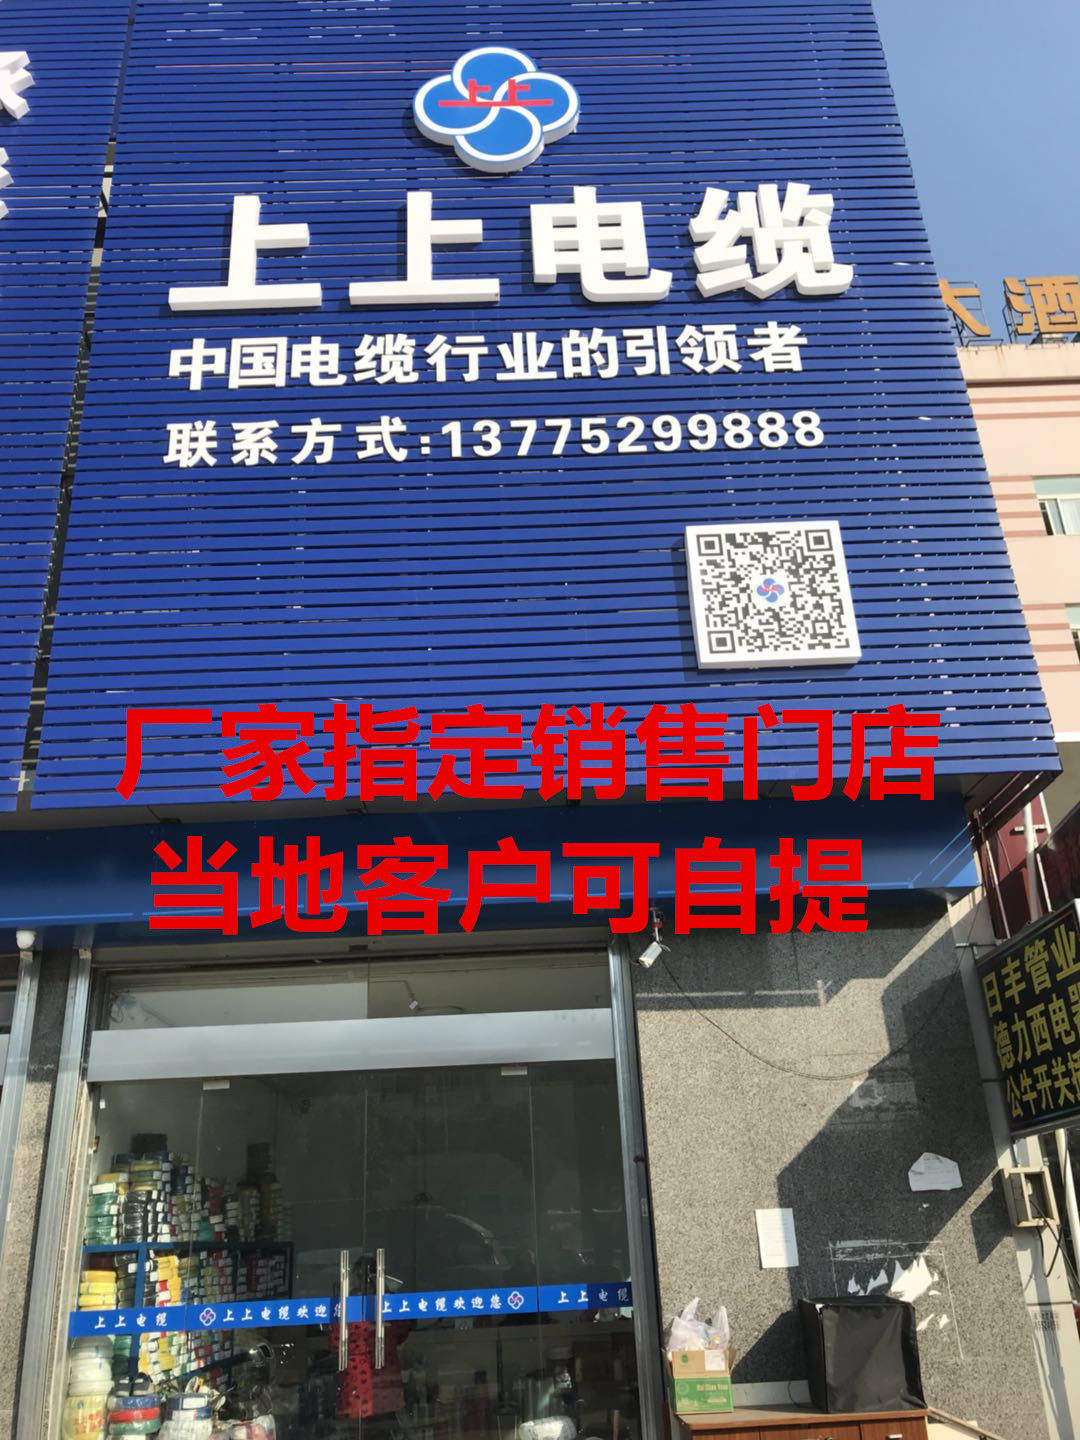 上上
上上电缆
中国电缆行业的引领者
联系方式:13775299888
大酒
厂家指定销售门店
当地客户可自提
日丰管业
德力西电器
公牛开关
上上电缆 上上电缆欢迎您 上上电缆欢迎您 上上电缆